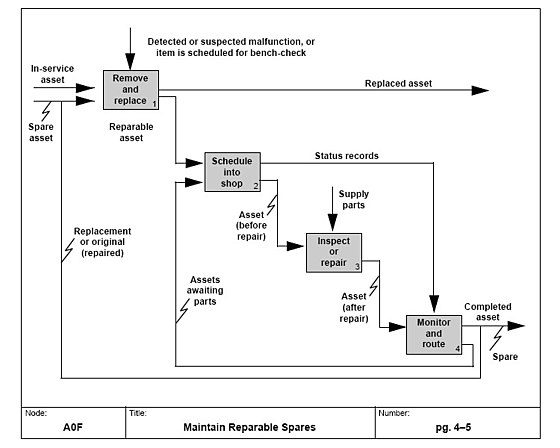 Detected or suspected malfunction, or
item is scheduled for bench-check
In-service
asset
Remove
and
replace
1
Replaced asset
Spare
asset
Reparable
asset
Schedule
into
shop
2
Status records
Supply
parts
Asset
(before
repair)
Replacement
or original
(repaired)
Inspect
or
repair
3
Assets
awaiting
parts
Asset
(after
repair)
Completed
asset
Monitor
and
route
4
Spare
Node:
A0F
Title:
Maintain Reparable Spares
Number:
pg. 4–5